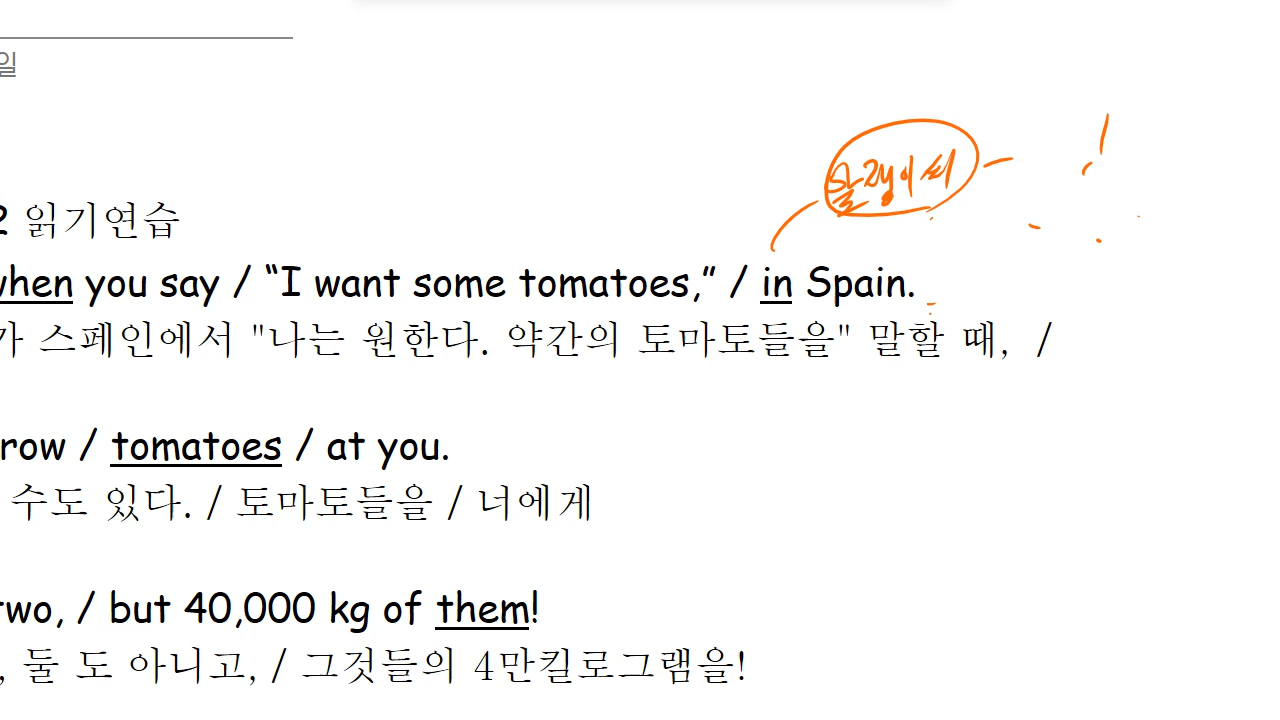 일
2 읽기연습
when you say / “I want some tomatoes,” / in Spain.
가 스페인에서 "나는 원한다. 약간의 토마토들을" 말할 때, /
row / tomatoes / at you.
수도 있다. / 토마토들을 / 너에게
two, / but 40,000 kg of them!
, 둘 도 아니고, / 그것들의 4만킬로그램을!